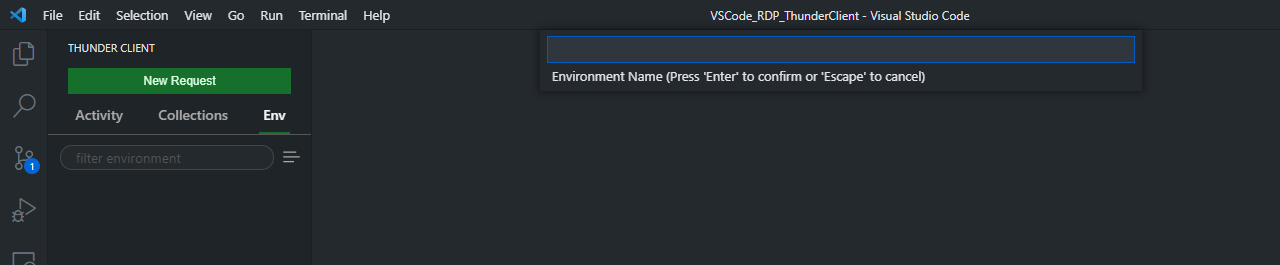 File Edit Selection View Go Run Terminal Help VSCode_RDP_ThunderClient - Visual Studio Code
THUNDER CLIENT
New Request
Activity Collections Env
filter environment
Environment Name (Press 'Enter' to confirm or 'Escape' to cancel)
1